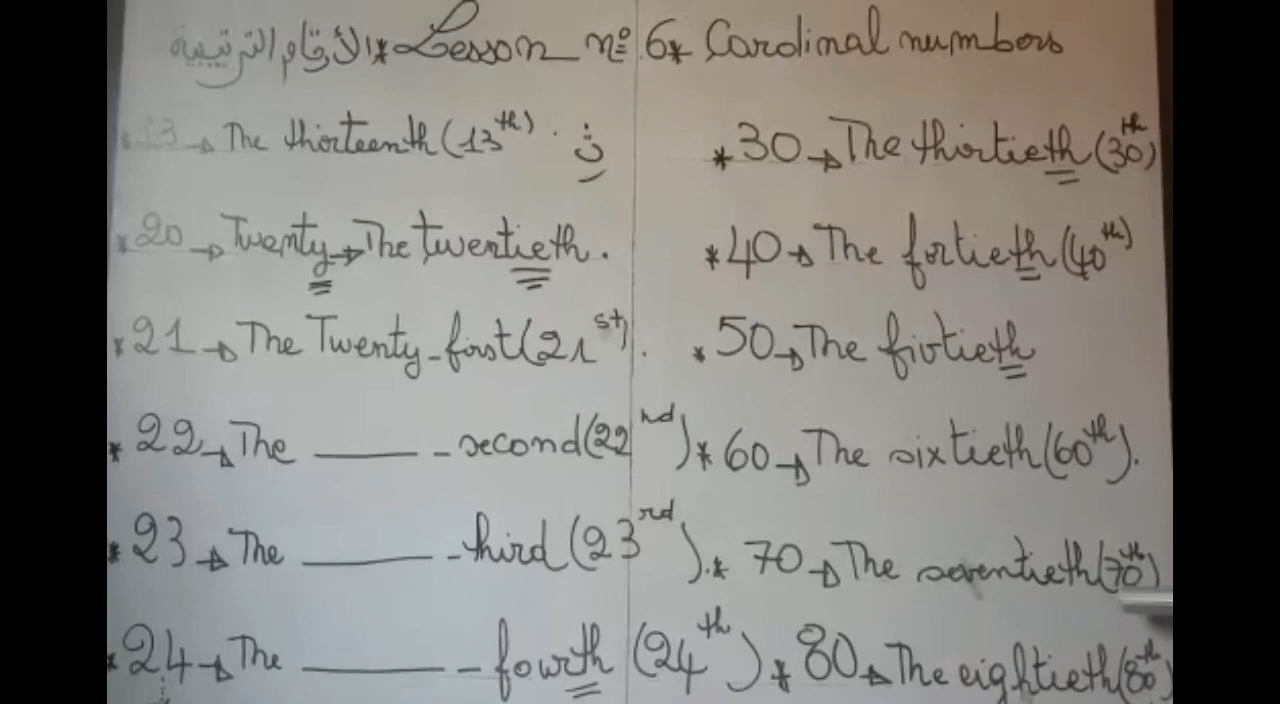 الأرقام الترتيبية * Lesson nº 6 * Cardinal numbers
* 13 → The thirteenth (13th).
* 20 → Twenty → The twentieth.
* 21 → The Twenty-first (21st).
* 22 → The ____ - second (22nd)
* 23 → The ____ - third (23rd).
* 24 → The ____ - fourth (24th)
* 30 → The thirtieth (30th)
* 40 → The fortieth (40th)
* 50 → The fivtieth
* 60 → The sixtieth (60th).
* 70 → The seventieth (70th)
* 80 → The eightieth (80th)